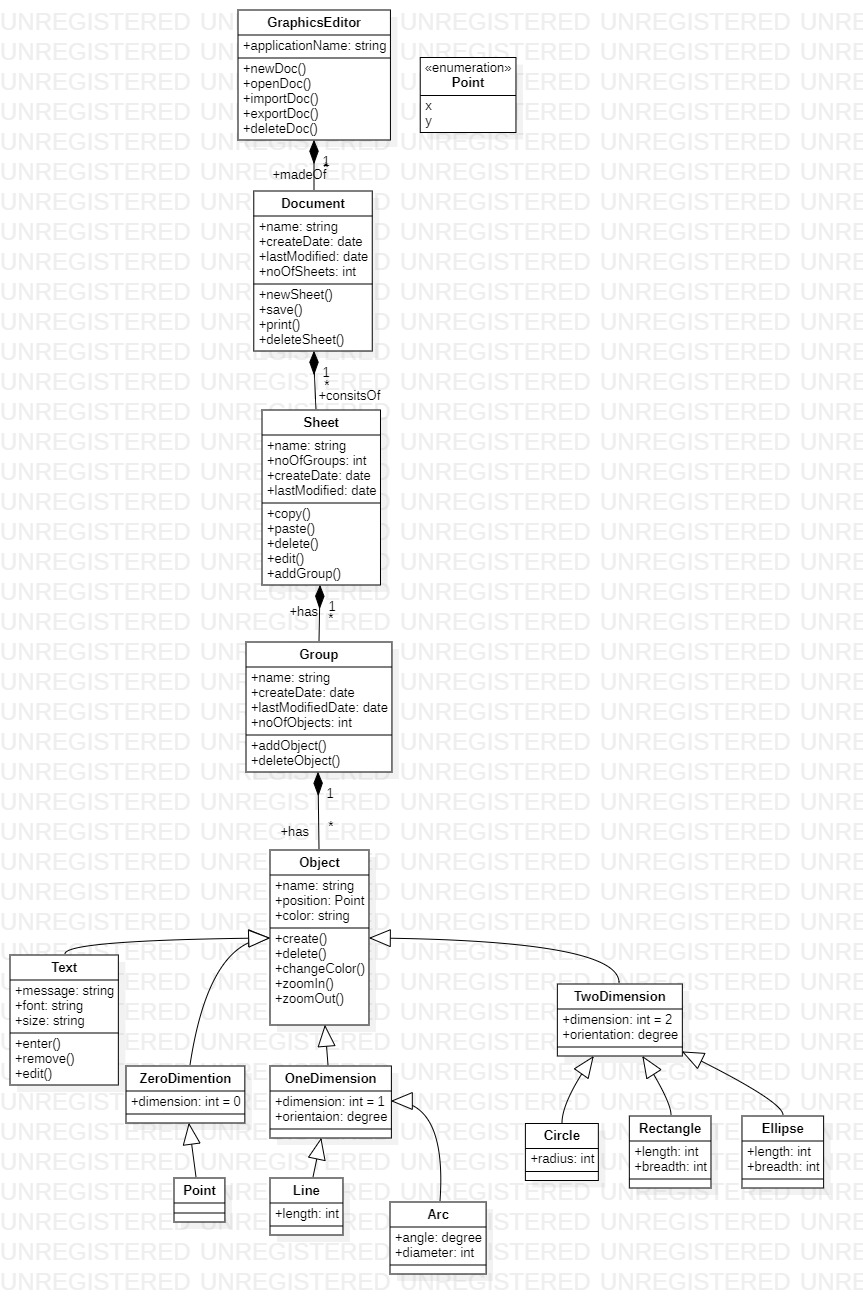 GraphicsEditor
+applicationName: string
+newDoc()
+openDoc()
+importDoc()
+exportDoc()
+deleteDoc()
«enumeration»
Point
x
y
1
*
+madeOf
Document
+name: string
+createDate: date
+lastModified: date
+noOfSheets: int
+newSheet()
+save()
+print()
+deleteSheet()
1
*
+consitsOf
Sheet
+name: string
+noOfGroups: int
+createDate: date
+lastModified: date
+copy()
+paste()
+delete()
+edit()
+addGroup()
+has
1
*
Group
+name: string
+createDate: date
+lastModifiedDate: date
+noOfObjects: int
+addObject()
+deleteObject()
1
*
+has
Object
+name: string
+position: Point
+color: string
+create()
+delete()
+changeColor()
+zoomIn()
+zoomOut()
Text
+message: string
+font: string
+size: string
+enter()
+remove()
+edit()
TwoDimension
+dimension: int = 2
+orientation: degree
ZeroDimention
+dimension: int = 0
OneDimension
+dimension: int = 1
+orientaion: degree
Circle
+radius: int
Rectangle
+length: int
+breadth: int
Ellipse
+length: int
+breadth: int
Point
Line
+length: int
Arc
+angle: degree
+diameter: int
UNREGISTERED